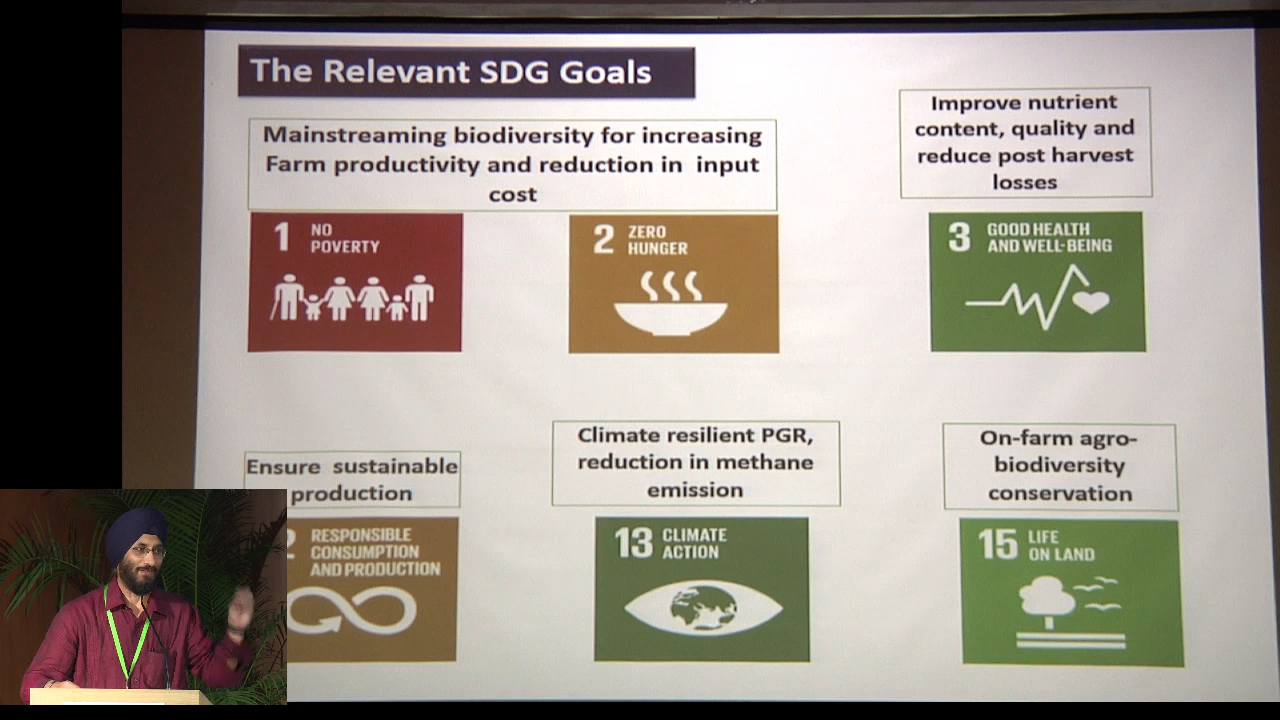 The Relevant SDG Goals
Mainstreaming biodiversity for increasing
Farm productivity and reduction in input
cost
Improve nutrient
content, quality and
reduce post harvest
losses
1 NO
POVERTY
2 ZERO
HUNGER
3 GOOD HEALTH
AND WELL-BEING
Ensure sustainable
production
Climate resilient PGR,
reduction in methane
emission
On-farm agro-
biodiversity
conservation
RESPONSIBLE
CONSUMPTION
AND PRODUCTION
13 CLIMATE
ACTION
15 LIFE
ON LAND